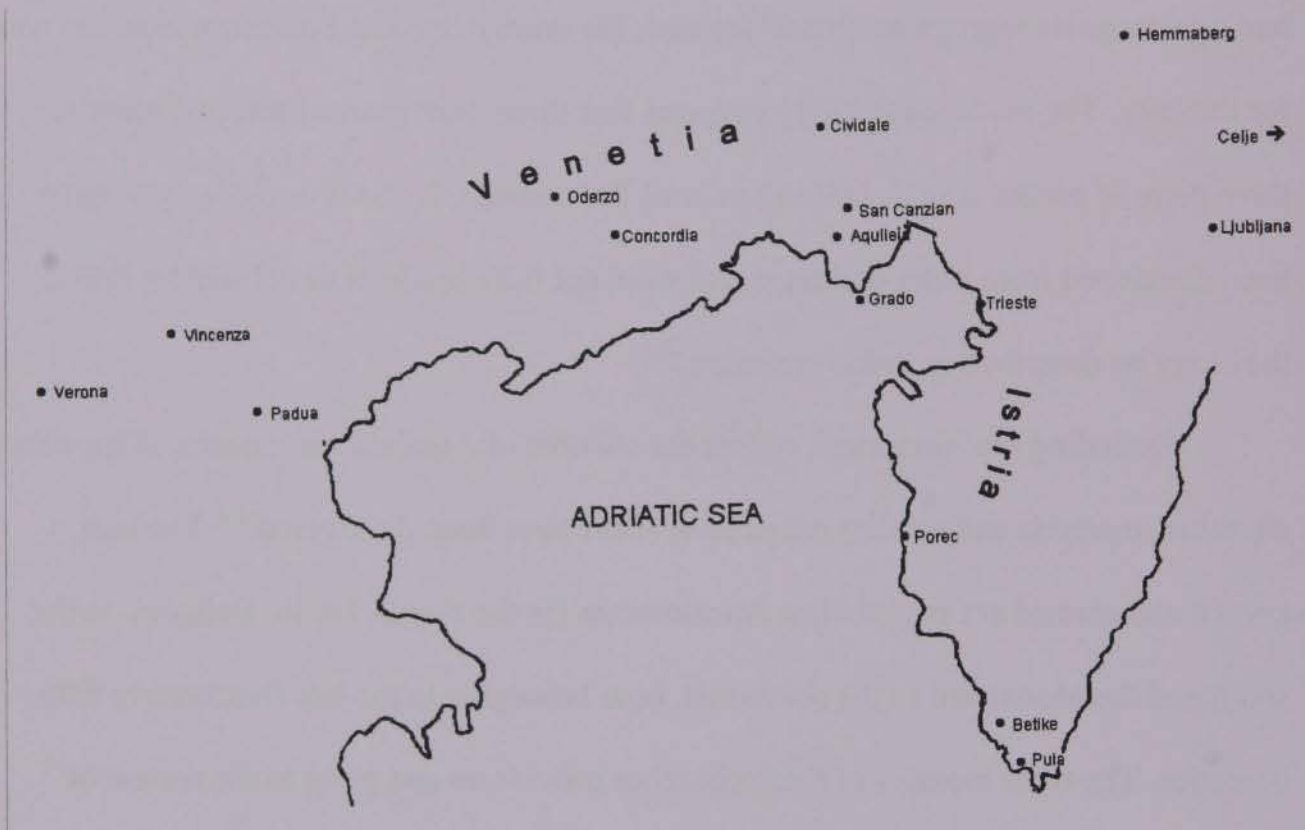 Hemmaberg
Cividale
Celje →
Venetia
Oderzo
San Canzian
Ljubljana
Concordia
Aquileia
Grado
Trieste
Vincenza
Verona
Istria
Padua
ADRIATIC SEA
Porec
Betike
Pula